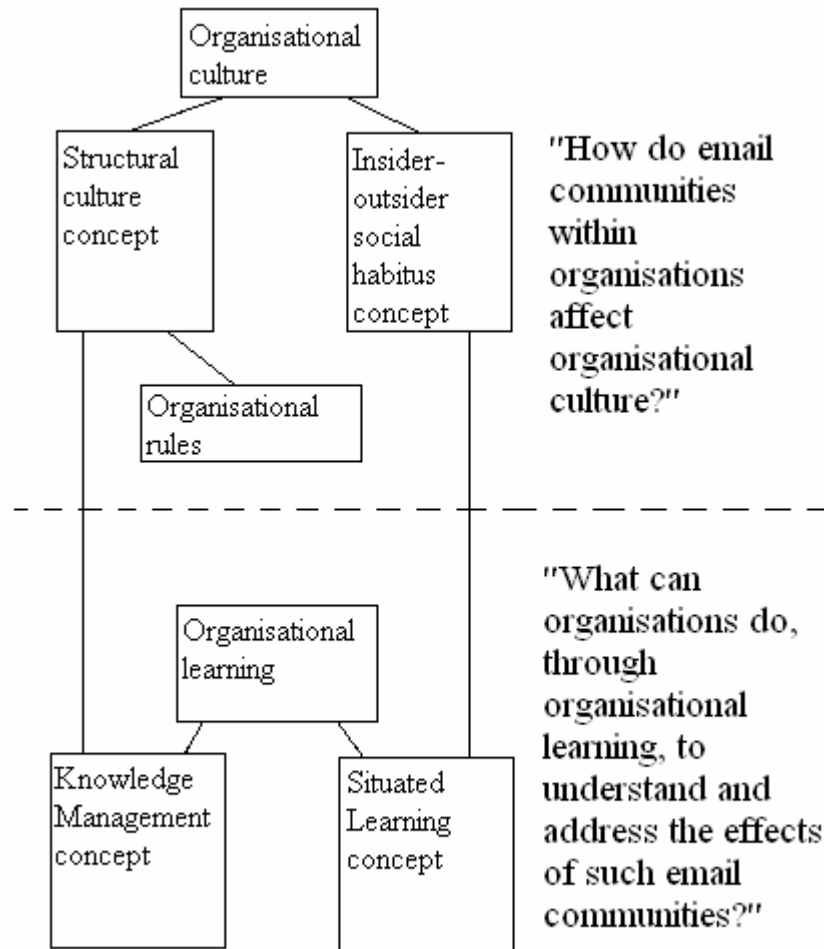 Organisational
culture
Structural
culture
concept
Insider-
outsider
social
habitus
concept
"How do email
communities
within
organisations
affect
organisational
culture?"
Organisational
rules
"What can
organisations do,
through
organisational
learning, to
understand and
address the effects
of such email
communities?"
Organisational
learning
Knowledge
Management
concept
Situated
Learning
concept